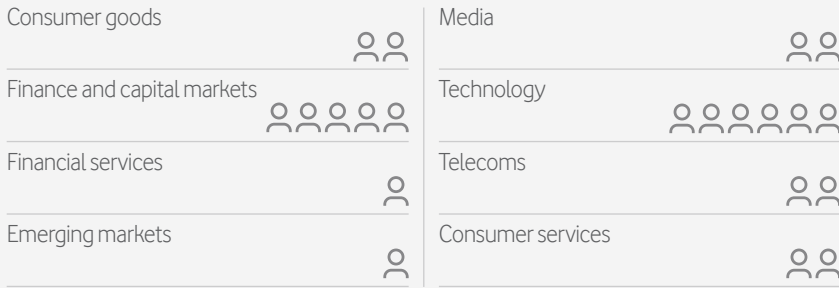 Consumer goods
Finance and capital markets
Financial services
Emerging markets
Media
Technology
Telecoms
Consumer services